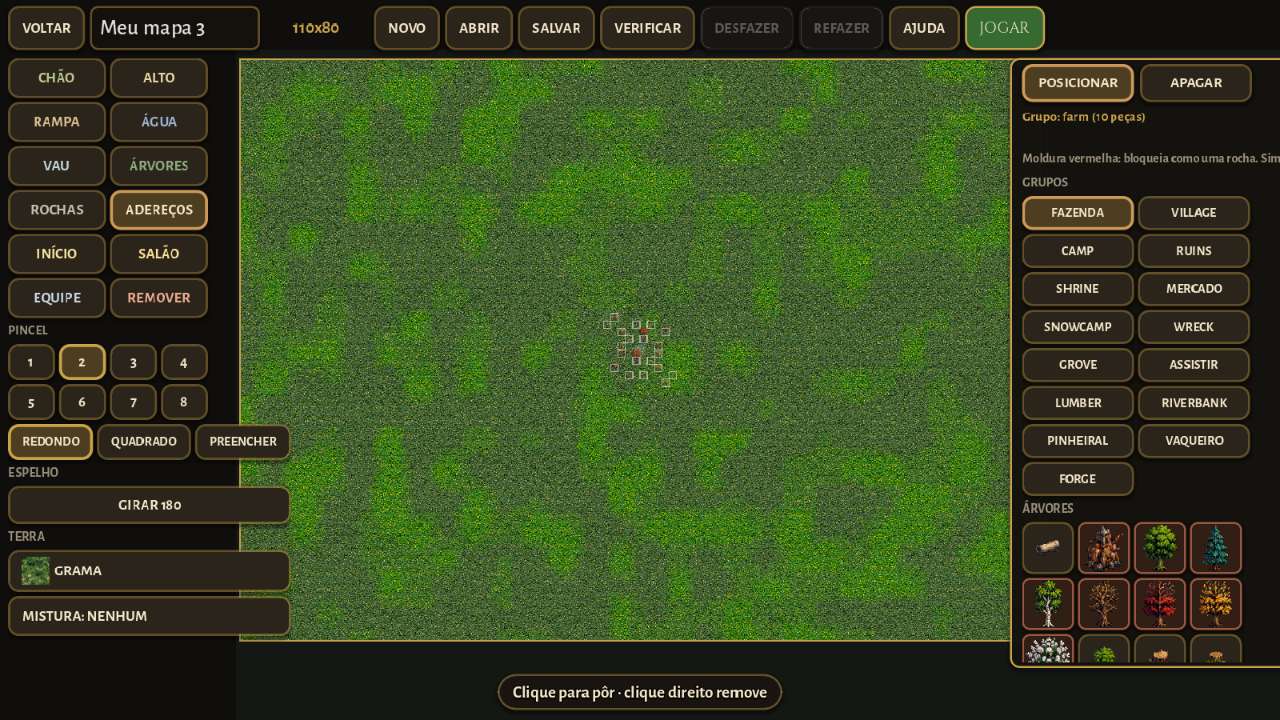 VOLTAR
Meu mapa 3
110x80
NOVO
ABRIR
SALVAR
VERIFICAR
DESFAZER
REFAZER
AJUDA
JOGAR
CHÃO
ALTO
RAMPA
ÁGUA
VAU
ÁRVORES
ROCHAS
ADEREÇOS
INÍCIO
SALÃO
EQUIPE
REMOVER
PINCEL
1
2
3
4
5
6
7
8
REDONDO
QUADRADO
PREENCHER
ESPELHO
GIRAR 180
TERRA
GRAMA
MISTURA: NENHUM
POSICIONAR
APAGAR
Grupo: farm (10 peças)
Moldura vermelha: bloqueia como uma rocha. Sim
GRUPOS
FAZENDA
VILLAGE
CAMP
RUINS
SHRINE
MERCADO
SNOWCAMP
WRECK
GROVE
ASSISTIR
LUMBER
RIVERBANK
PINHEIRAL
VAQUEIRO
FORGE
ÁRVORES
Clique para pôr · clique direito remove